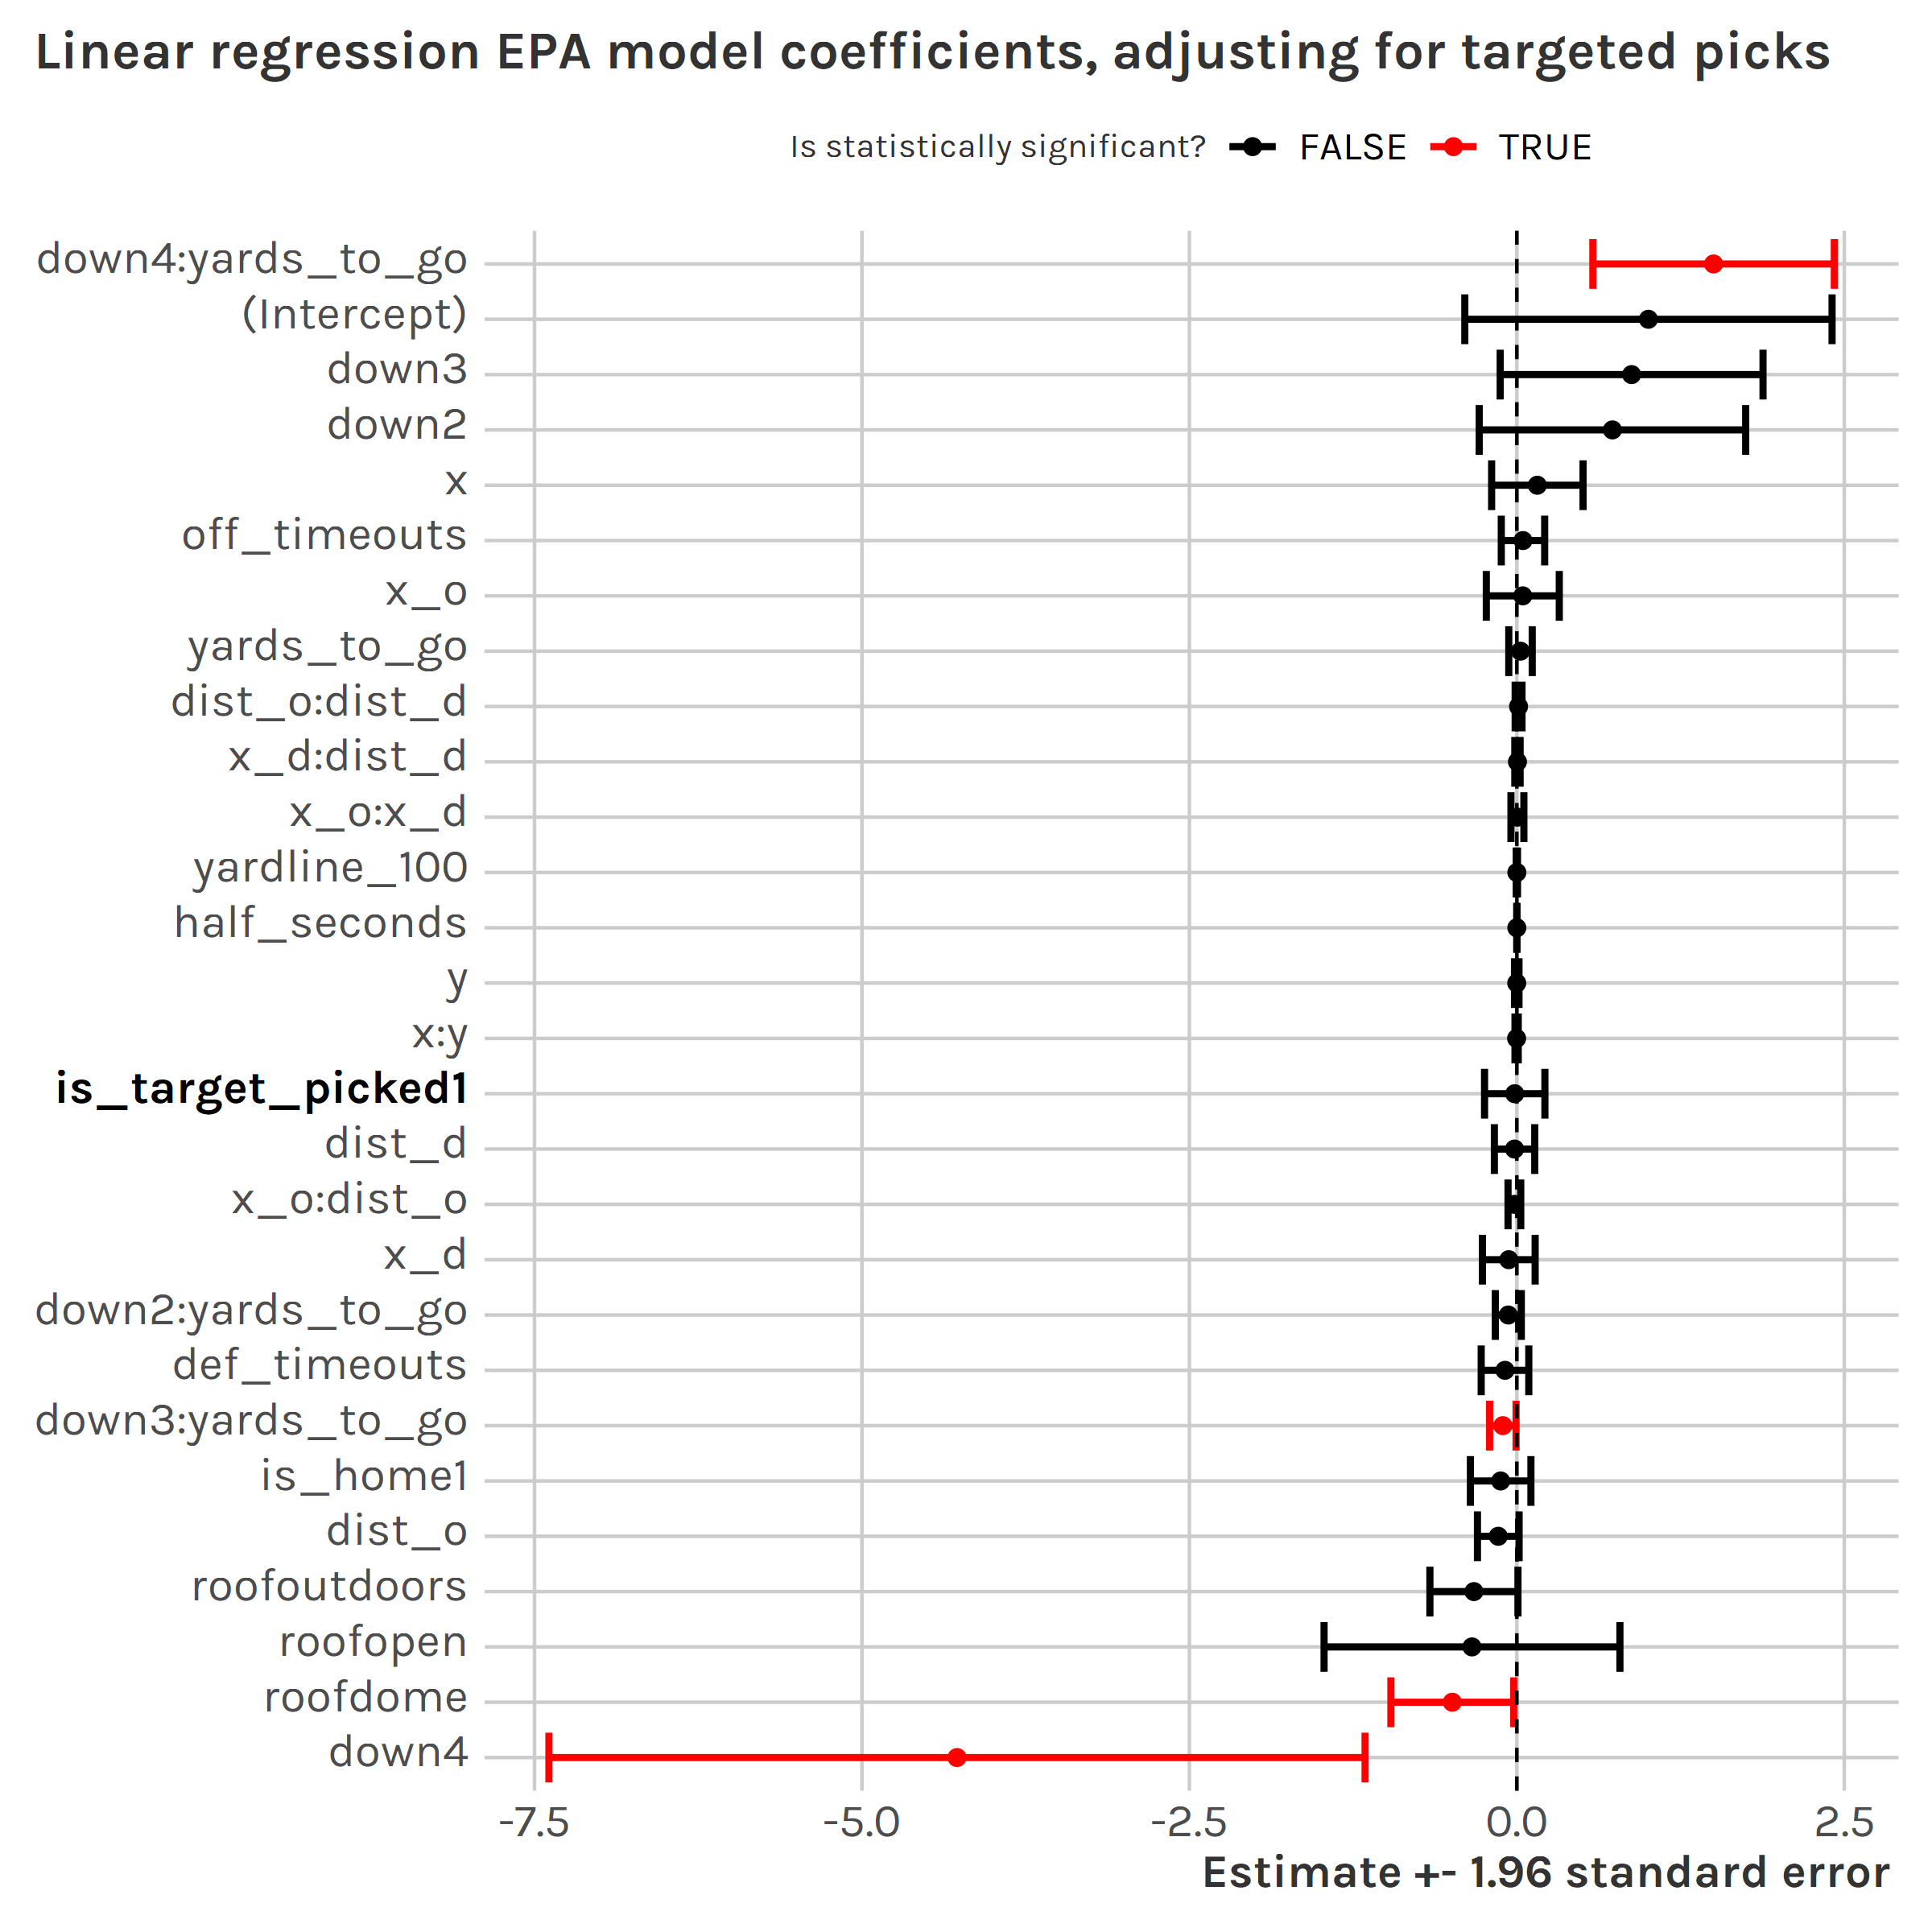 Linear regression EPA model coefficients, adjusting for targeted picks
Is statistically significant? FALSE TRUE
down4:yards_to_go
(Intercept)
down3
down2
x
off_timeouts
x_o
yards_to_go
dist_o:dist_d
x_d:dist_d
x_o:x_d
yardline_100
half_seconds
y
x:y
is_target_picked1
dist_d
x_o:dist_o
x_d
down2:yards_to_go
def_timeouts
down3:yards_to_go
is_home1
dist_o
roofoutdoors
roofopen
roofdome
down4
-7.5 -5.0 -2.5 0.0 2.5
Estimate +- 1.96 standard error